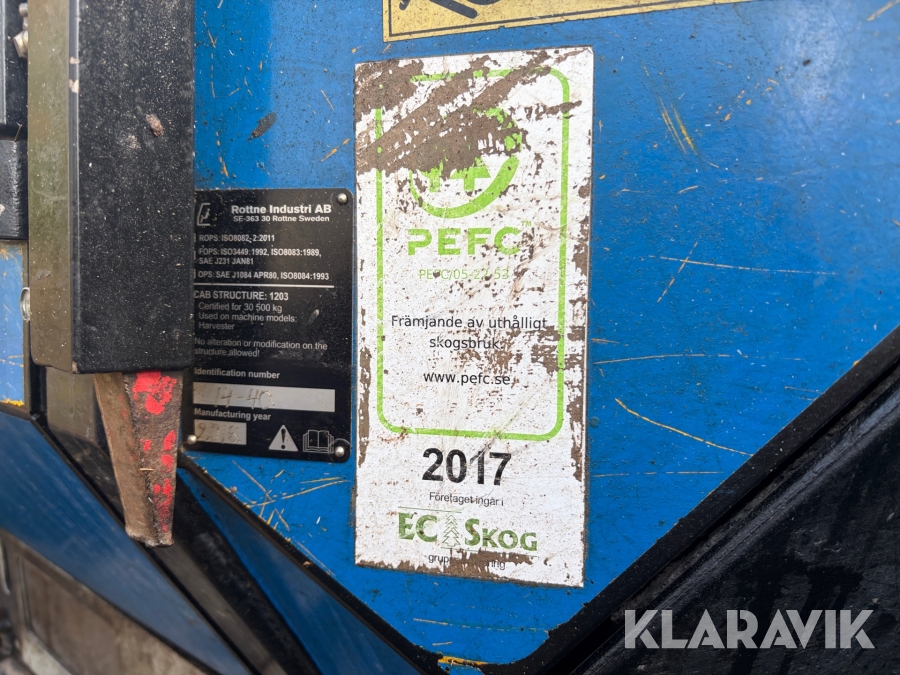 Rottne Industri AB
SE-363 30 Rottne Sweden
ROPS: ISO8082-2:2011
FOPS: ISO3449:1992, ISO8083:1989,
SAE J231 JAN81
OPS: SAE J1084 APR80, ISO8084:1993
CAB STRUCTURE: 1203
Certified for 30 500 kg
Used on machine models:
Harvester
No alteration or modification on the
structure allowed!
Identification number
Manufacturing year
PEFC™
Främjande av uthålligt
skogsbruk.
www.pefc.se
2017
Företaget ingår i
EC SKOG
KLARAVIK